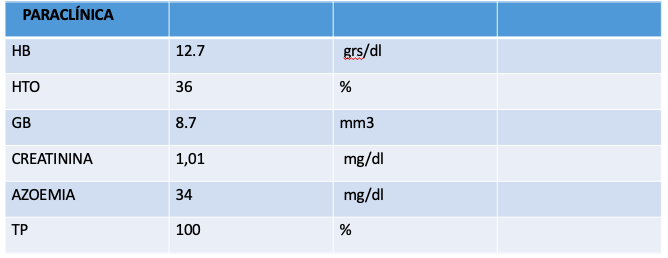 PARACLÍNICA
HB 12.7 grs/dl
HTO 36 %
GB 8.7 mm3
CREATININA 1,01 mg/dl
AZOEMIA 34 mg/dl
TP 100 %